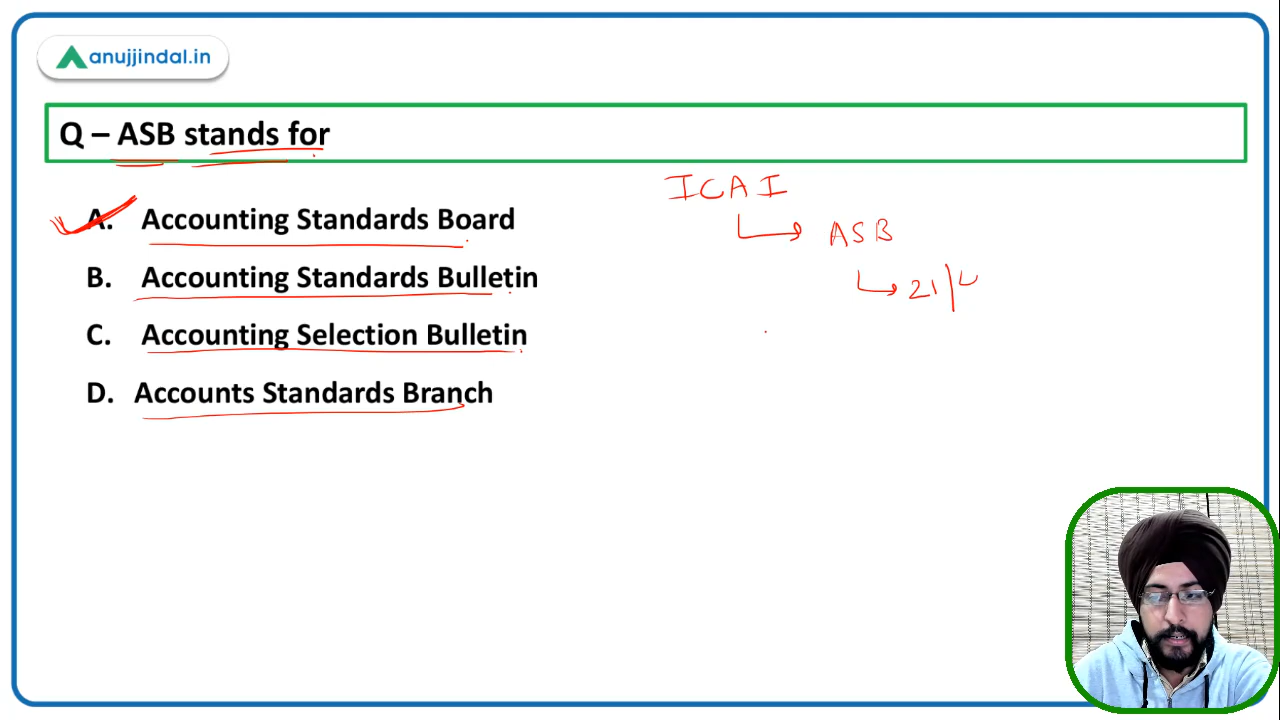 anujjindal.in
Q – ASB stands for
A. Accounting Standards Board
B. Accounting Standards Bulletin
C. Accounting Selection Bulletin
D. Accounts Standards Branch
ICAI
ASB
21/